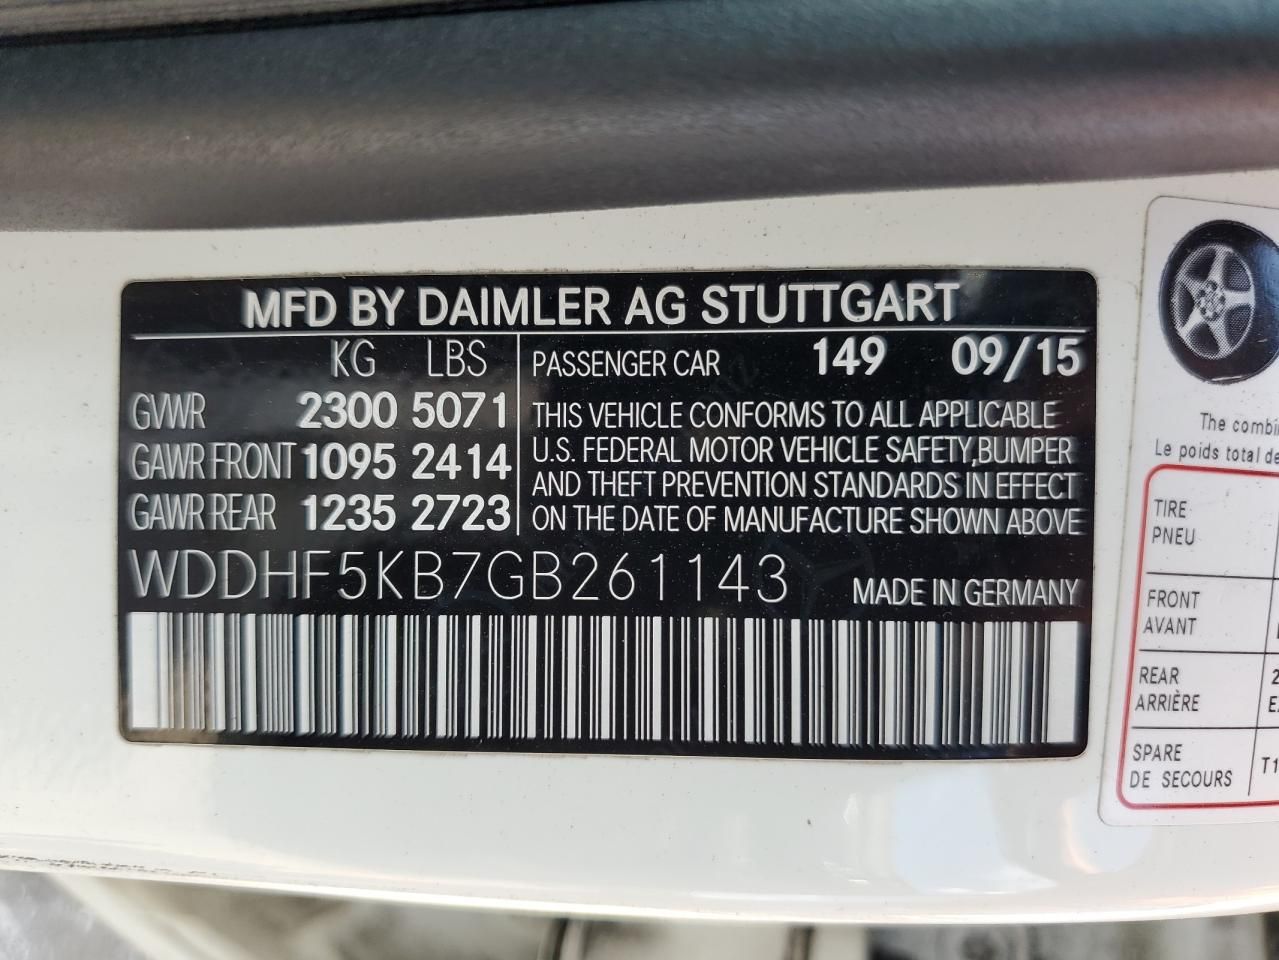 MFD BY DAIMLER AG STUTTGART
KG LBS
GVWR 2300 5071
GAWR FRONT 1095 2414
GAWR REAR 1235 2723
PASSENGER CAR 149 09/15
THIS VEHICLE CONFORMS TO ALL APPLICABLE
U.S. FEDERAL MOTOR VEHICLE SAFETY,BUMPER
AND THEFT PREVENTION STANDARDS IN EFFECT
ON THE DATE OF MANUFACTURE SHOWN ABOVE
WDDHF5KB7GB261143
MADE IN GERMANY
The combi
Le poids total de
TIRE
PNEU
FRONT
AVANT
REAR 2
ARRIÈRE E
SPARE
DE SECOURS T1